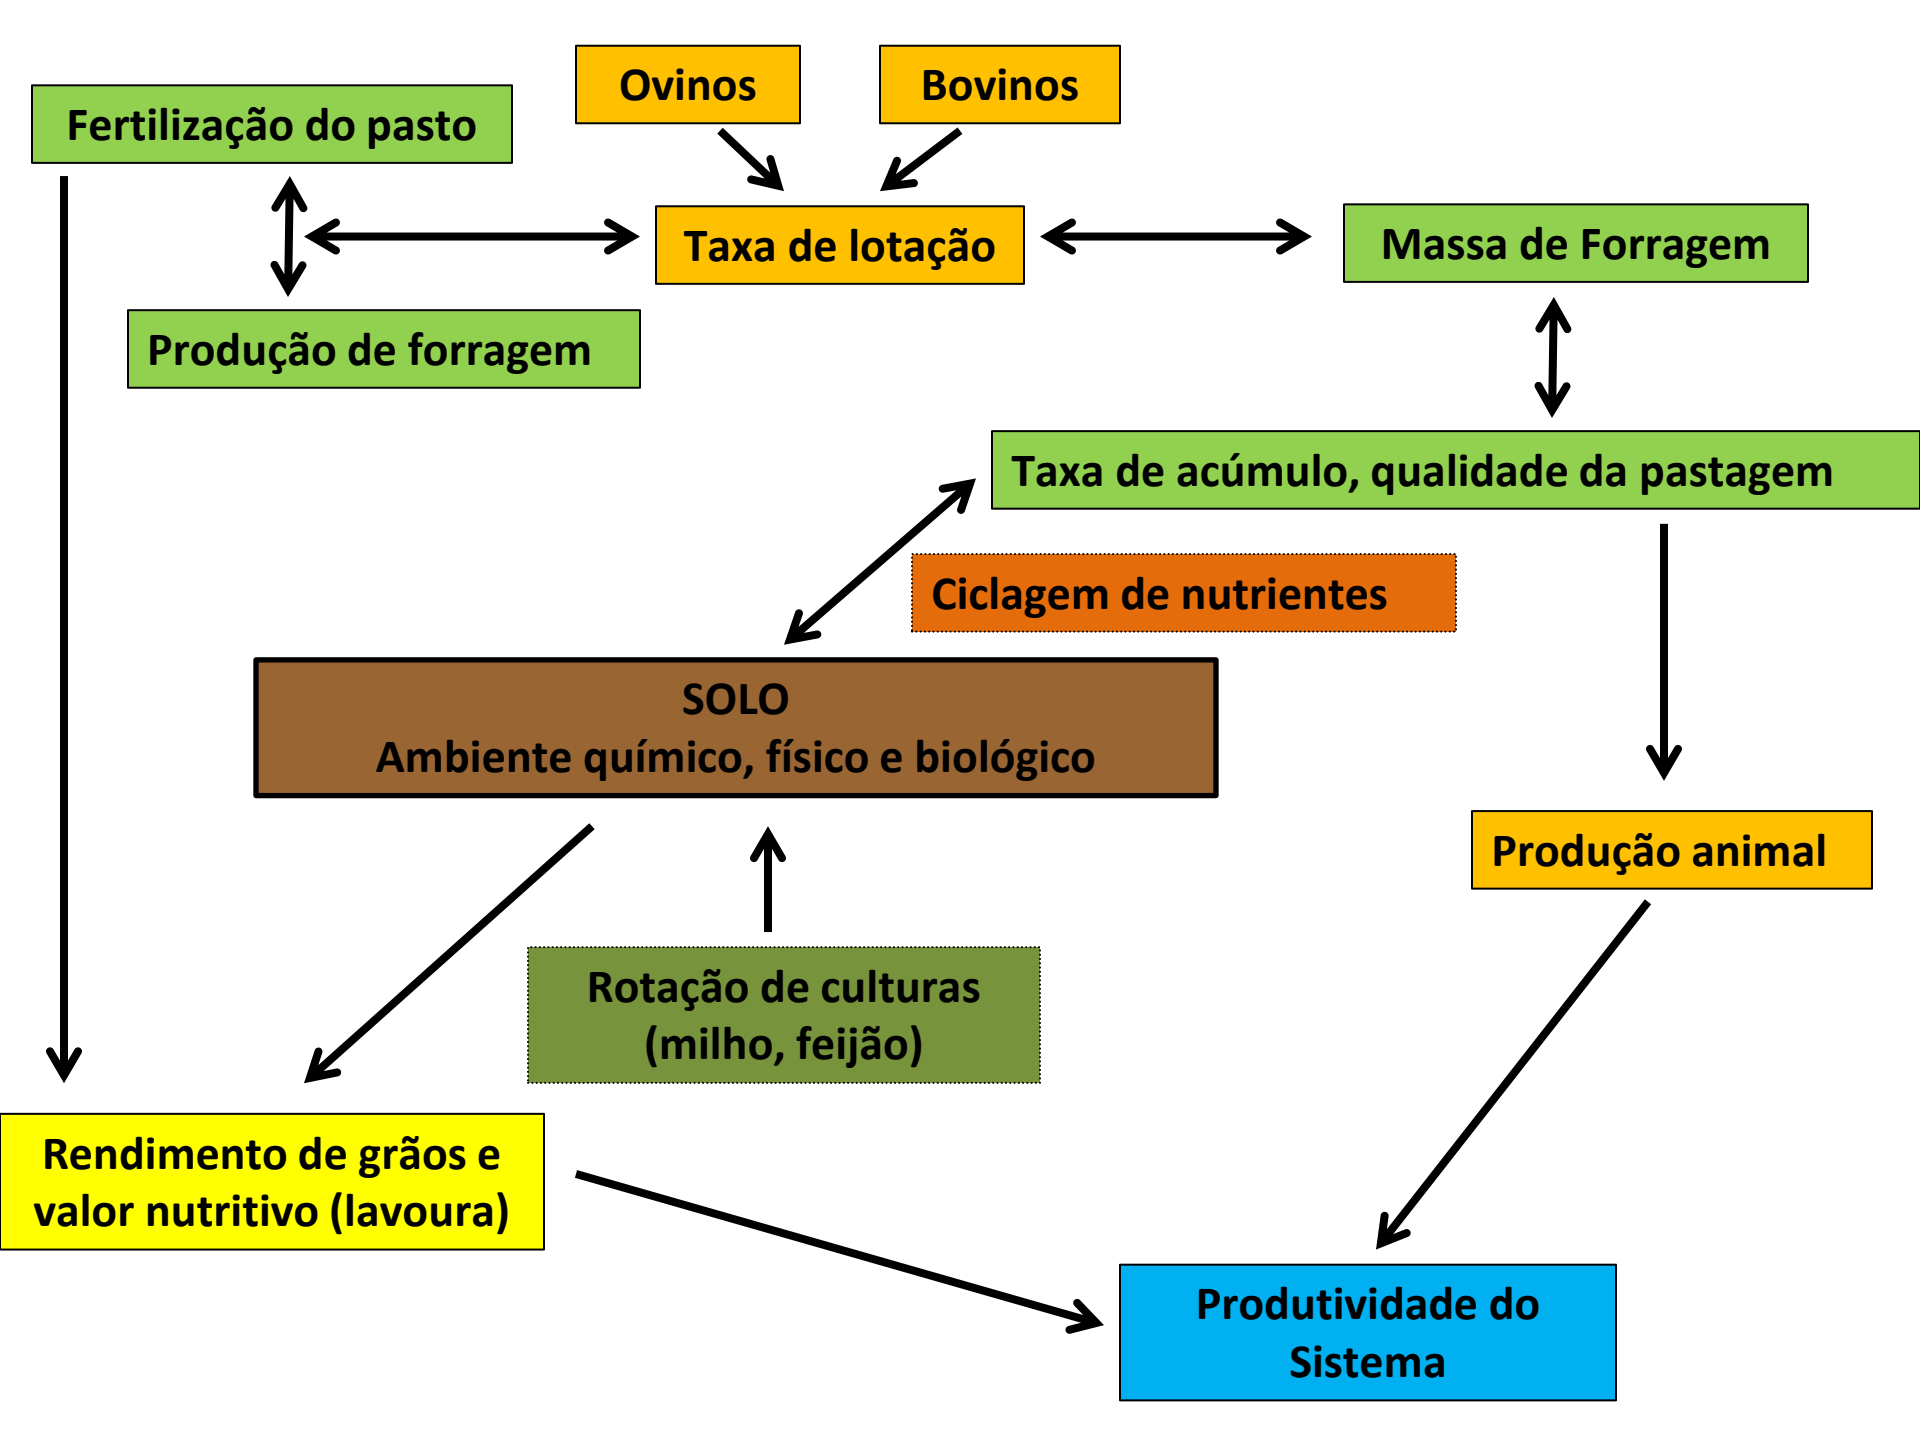 Ovinos
Bovinos
Fertilização do pasto
Taxa de lotação
Massa de Forragem
Produção de forragem
Taxa de acúmulo, qualidade da pastagem
Ciclagem de nutrientes
SOLO
Ambiente químico, físico e biológico
Produção animal
Rotação de culturas
(milho, feijão)
Rendimento de grãos e
valor nutritivo (lavoura)
Produtividade do
Sistema